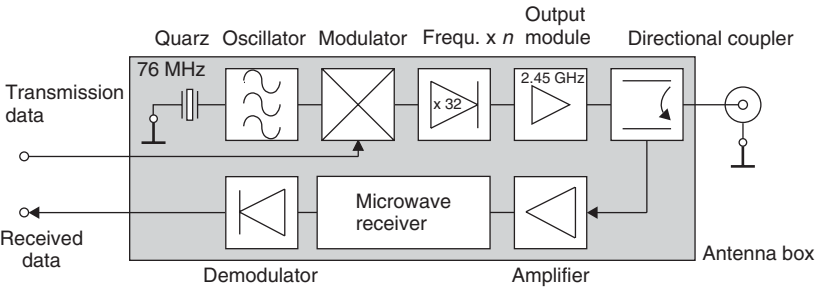 Quarz Oscillator Modulator Frequ. x n Output module Directional coupler
76 MHz
2.45 GHz
x 32
Transmission
data
Microwave
receiver
Received
data
Antenna box
Demodulator Amplifier